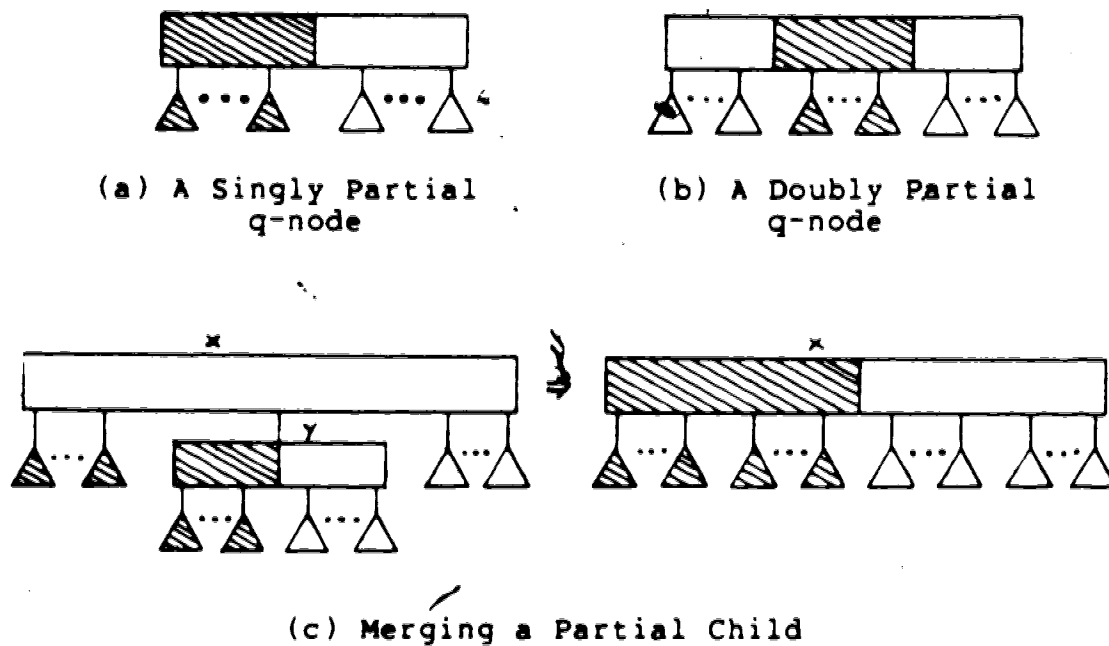 (a) A Singly Partial
q-node
(b) A Doubly Partial
q-node
x
x
y
(c) Merging a Partial Child